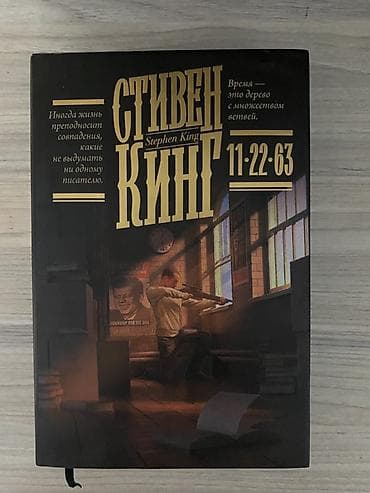 СТИВЕН
Stephen King
КИНГ
11·22·63
Иногда жизнь
преподносит
совпадения,
какие
не выдумать
ни одному
писателю.
Время —
это дерево
с множеством
ветвей.